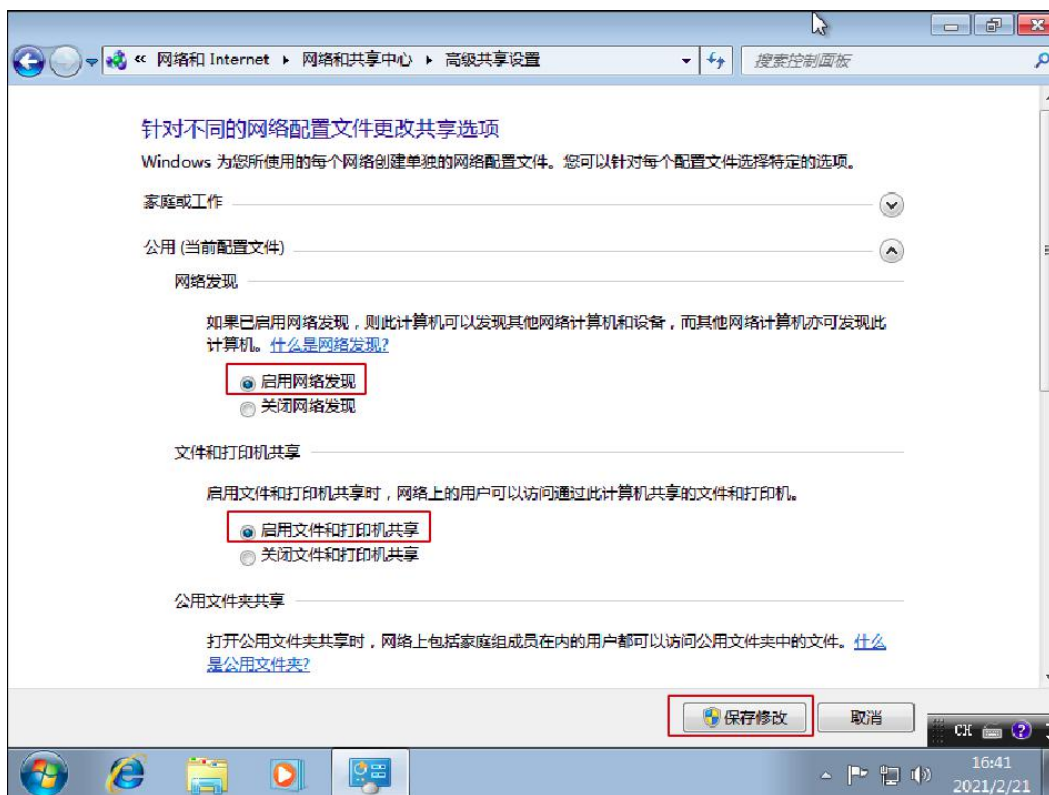 « 网络和 Internet ▸ 网络和共享中心 ▸ 高级共享设置
搜索控制面板
针对不同的网络配置文件更改共享选项
Windows 为您所使用的每个网络创建单独的网络配置文件。您可以针对每个配置文件选择特定的选项。
家庭或工作
公用 (当前配置文件)
网络发现
如果已启用网络发现，则此计算机可以发现其他网络计算机和设备，而其他网络计算机亦可发现此
计算机。什么是网络发现?
启用网络发现
关闭网络发现
文件和打印机共享
启用文件和打印机共享时，网络上的用户可以访问通过此计算机共享的文件和打印机。
启用文件和打印机共享
关闭文件和打印机共享
公用文件夹共享
打开公用文件夹共享时，网络上包括家庭组成员在内的用户都可以访问公用文件夹中的文件。什么
是公用文件夹?
保存修改
取消
CH
16:41
2021/2/21